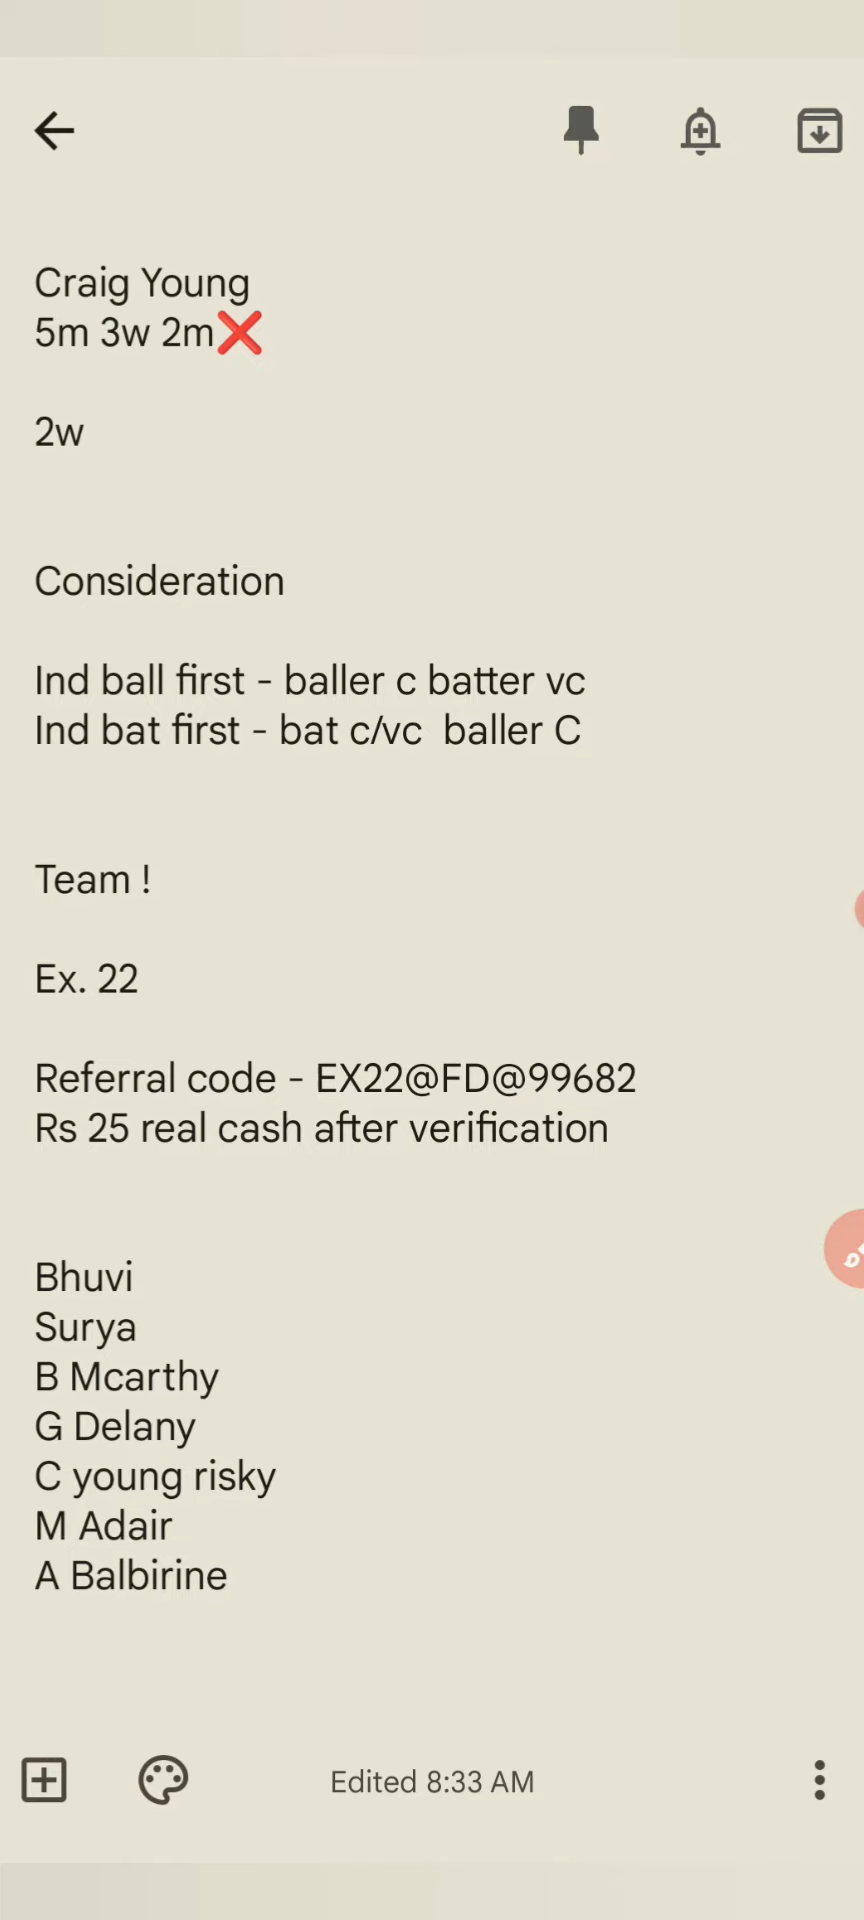 Craig Young
5m 3w 2m❌
2w
Consideration
Ind ball first - baller c batter vc
Ind bat first - bat c/vc  baller C
Team !
Ex. 22
Referral code - EX22@FD@99682
Rs 25 real cash after verification
Bhuvi
Surya
B Mcarthy
G Delany
C young risky
M Adair
A Balbirine
Edited 8:33 AM